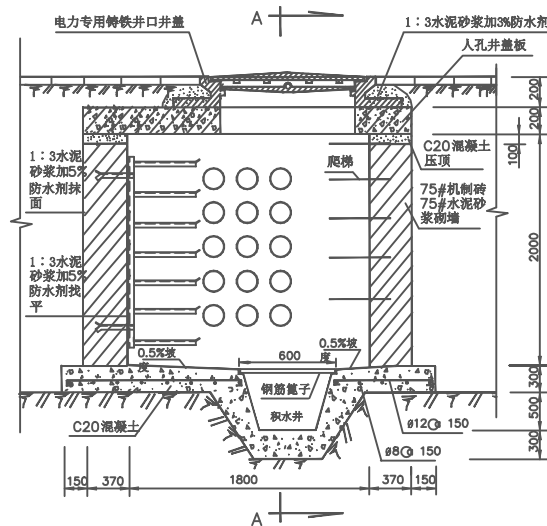 A
电力专用铸铁井口井盖
1：3水泥砂浆加3%防水剂
人孔井盖板
200
200
100
C20混凝土
压顶
1：3水泥
砂浆加5%
防水剂抹
面
爬梯
75#机制砖
75#水泥砂
浆砌墙
2000
1：3水泥
砂浆加5%
防水剂找
平
0.5%坡
度
600
0.5%坡
度
300
钢筋篦子
积水井
500
C20混凝土
ø12@ 150
ø8@ 150
300
150
370
1800
370
150
A